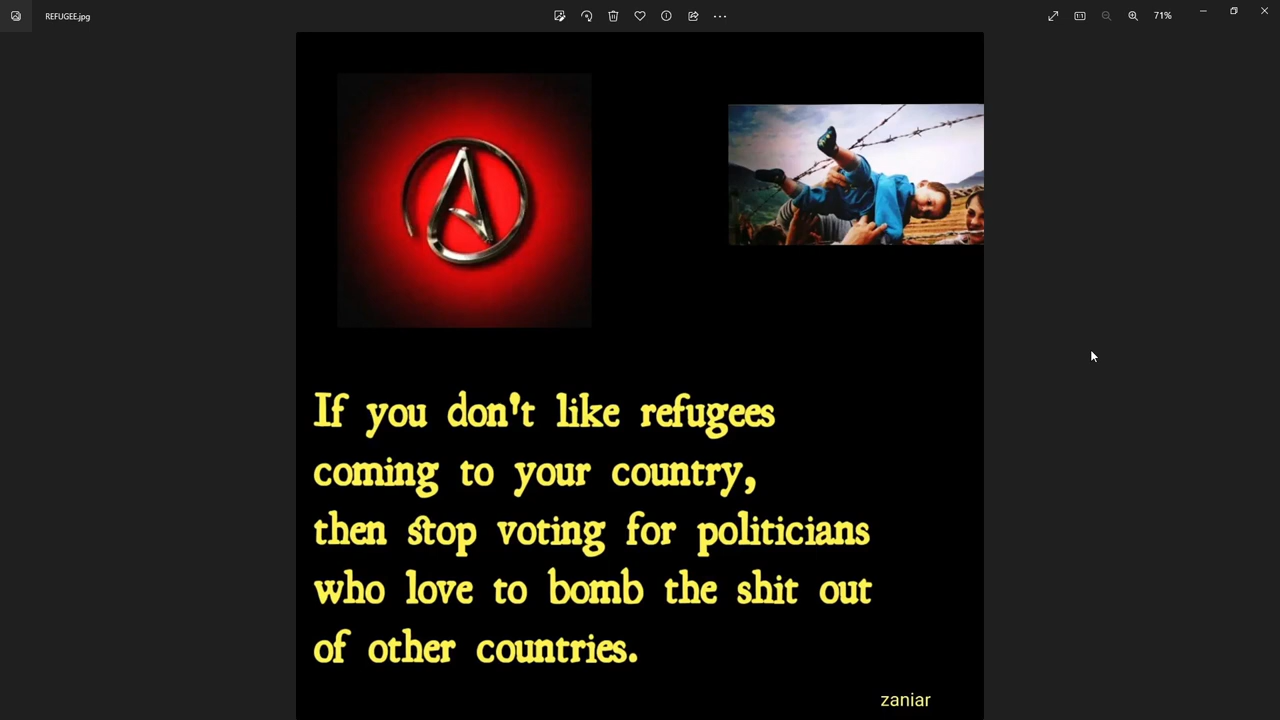 REFUGEE.jpg
71%
If you don't like refugees
coming to your country,
then stop voting for politicians
who love to bomb the shit out
of other countries.
zaniar